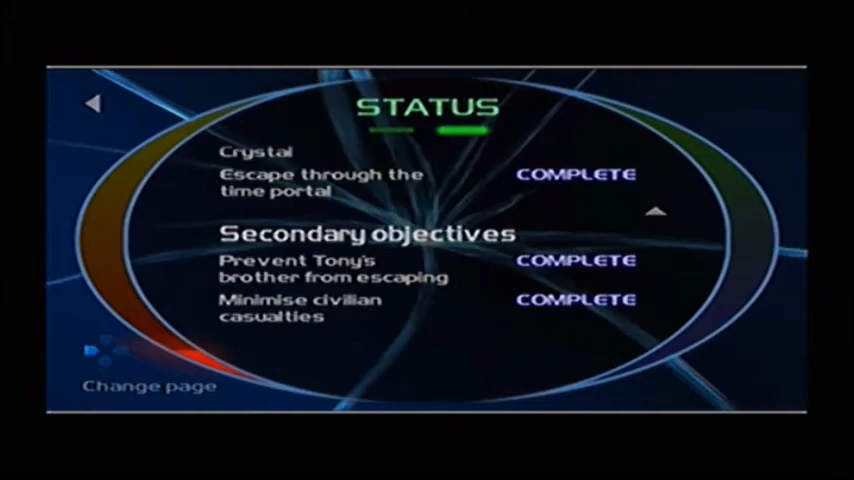 STATUS
Crystal
Escape through the COMPLETE
time portal
Secondary objectives
Prevent Tony's COMPLETE
brother from escaping
Minimise civilian COMPLETE
casualties
Change page